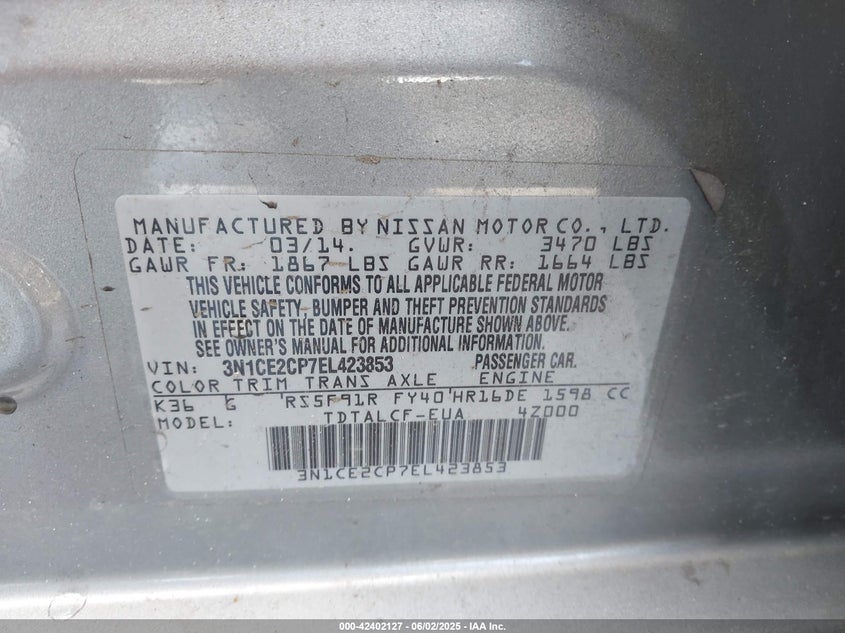 MANUFACTURED BY NISSAN MOTOR CO., LTD.
DATE: 03/14. GVWR: 3470 LBS
GAWR FR: 1867 LBS GAWR RR: 1664 LBS
THIS VEHICLE CONFORMS TO ALL APPLICABLE FEDERAL MOTOR
VEHICLE SAFETY, BUMPER AND THEFT PREVENTION STANDARDS
IN EFFECT ON THE DATE OF MANUFACTURE SHOWN ABOVE.
SEE OWNER'S MANUAL FOR ADDITIONAL INFORMATION.
VIN: 3N1CE2CP7EL423853 PASSENGER CAR.
COLOR TRIM TRANS AXLE ENGINE
K36 G RS5F91R FY40 HR16DE 1598 CC
MODEL: TDTALCF-EUA 4Z000
3N1CE2CP7EL423853
000-42402127 - 06/02/2025 - IAA Inc.